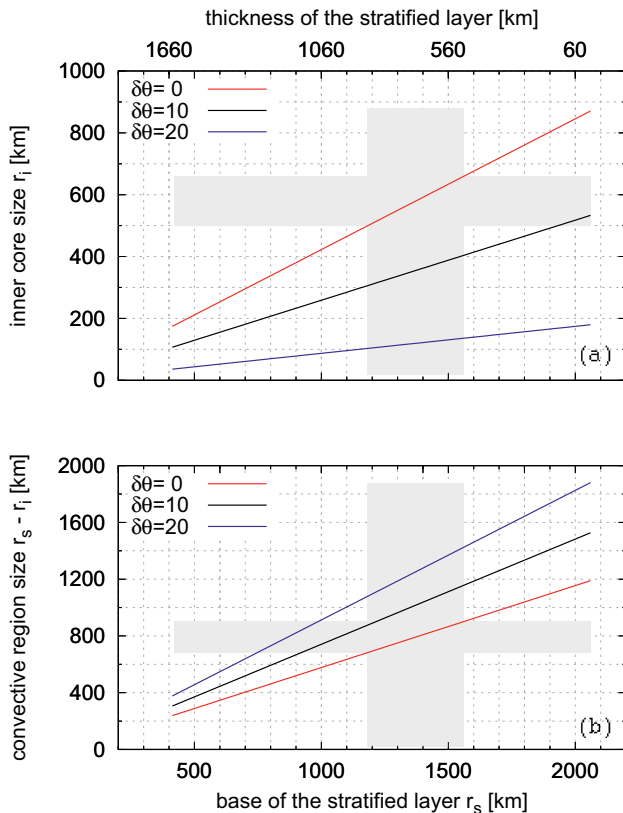 thickness of the stratified layer [km]
1660 1060 560 60
1000
800
600
400
200
0
inner core size r_i [km]
δθ= 0
δθ=10
δθ=20
(a)
2000
1600
1200
800
400
0
convective region size r_s - r_i [km]
δθ= 0
δθ=10
δθ=20
(b)
500 1000 1500 2000
base of the stratified layer r_s [km]